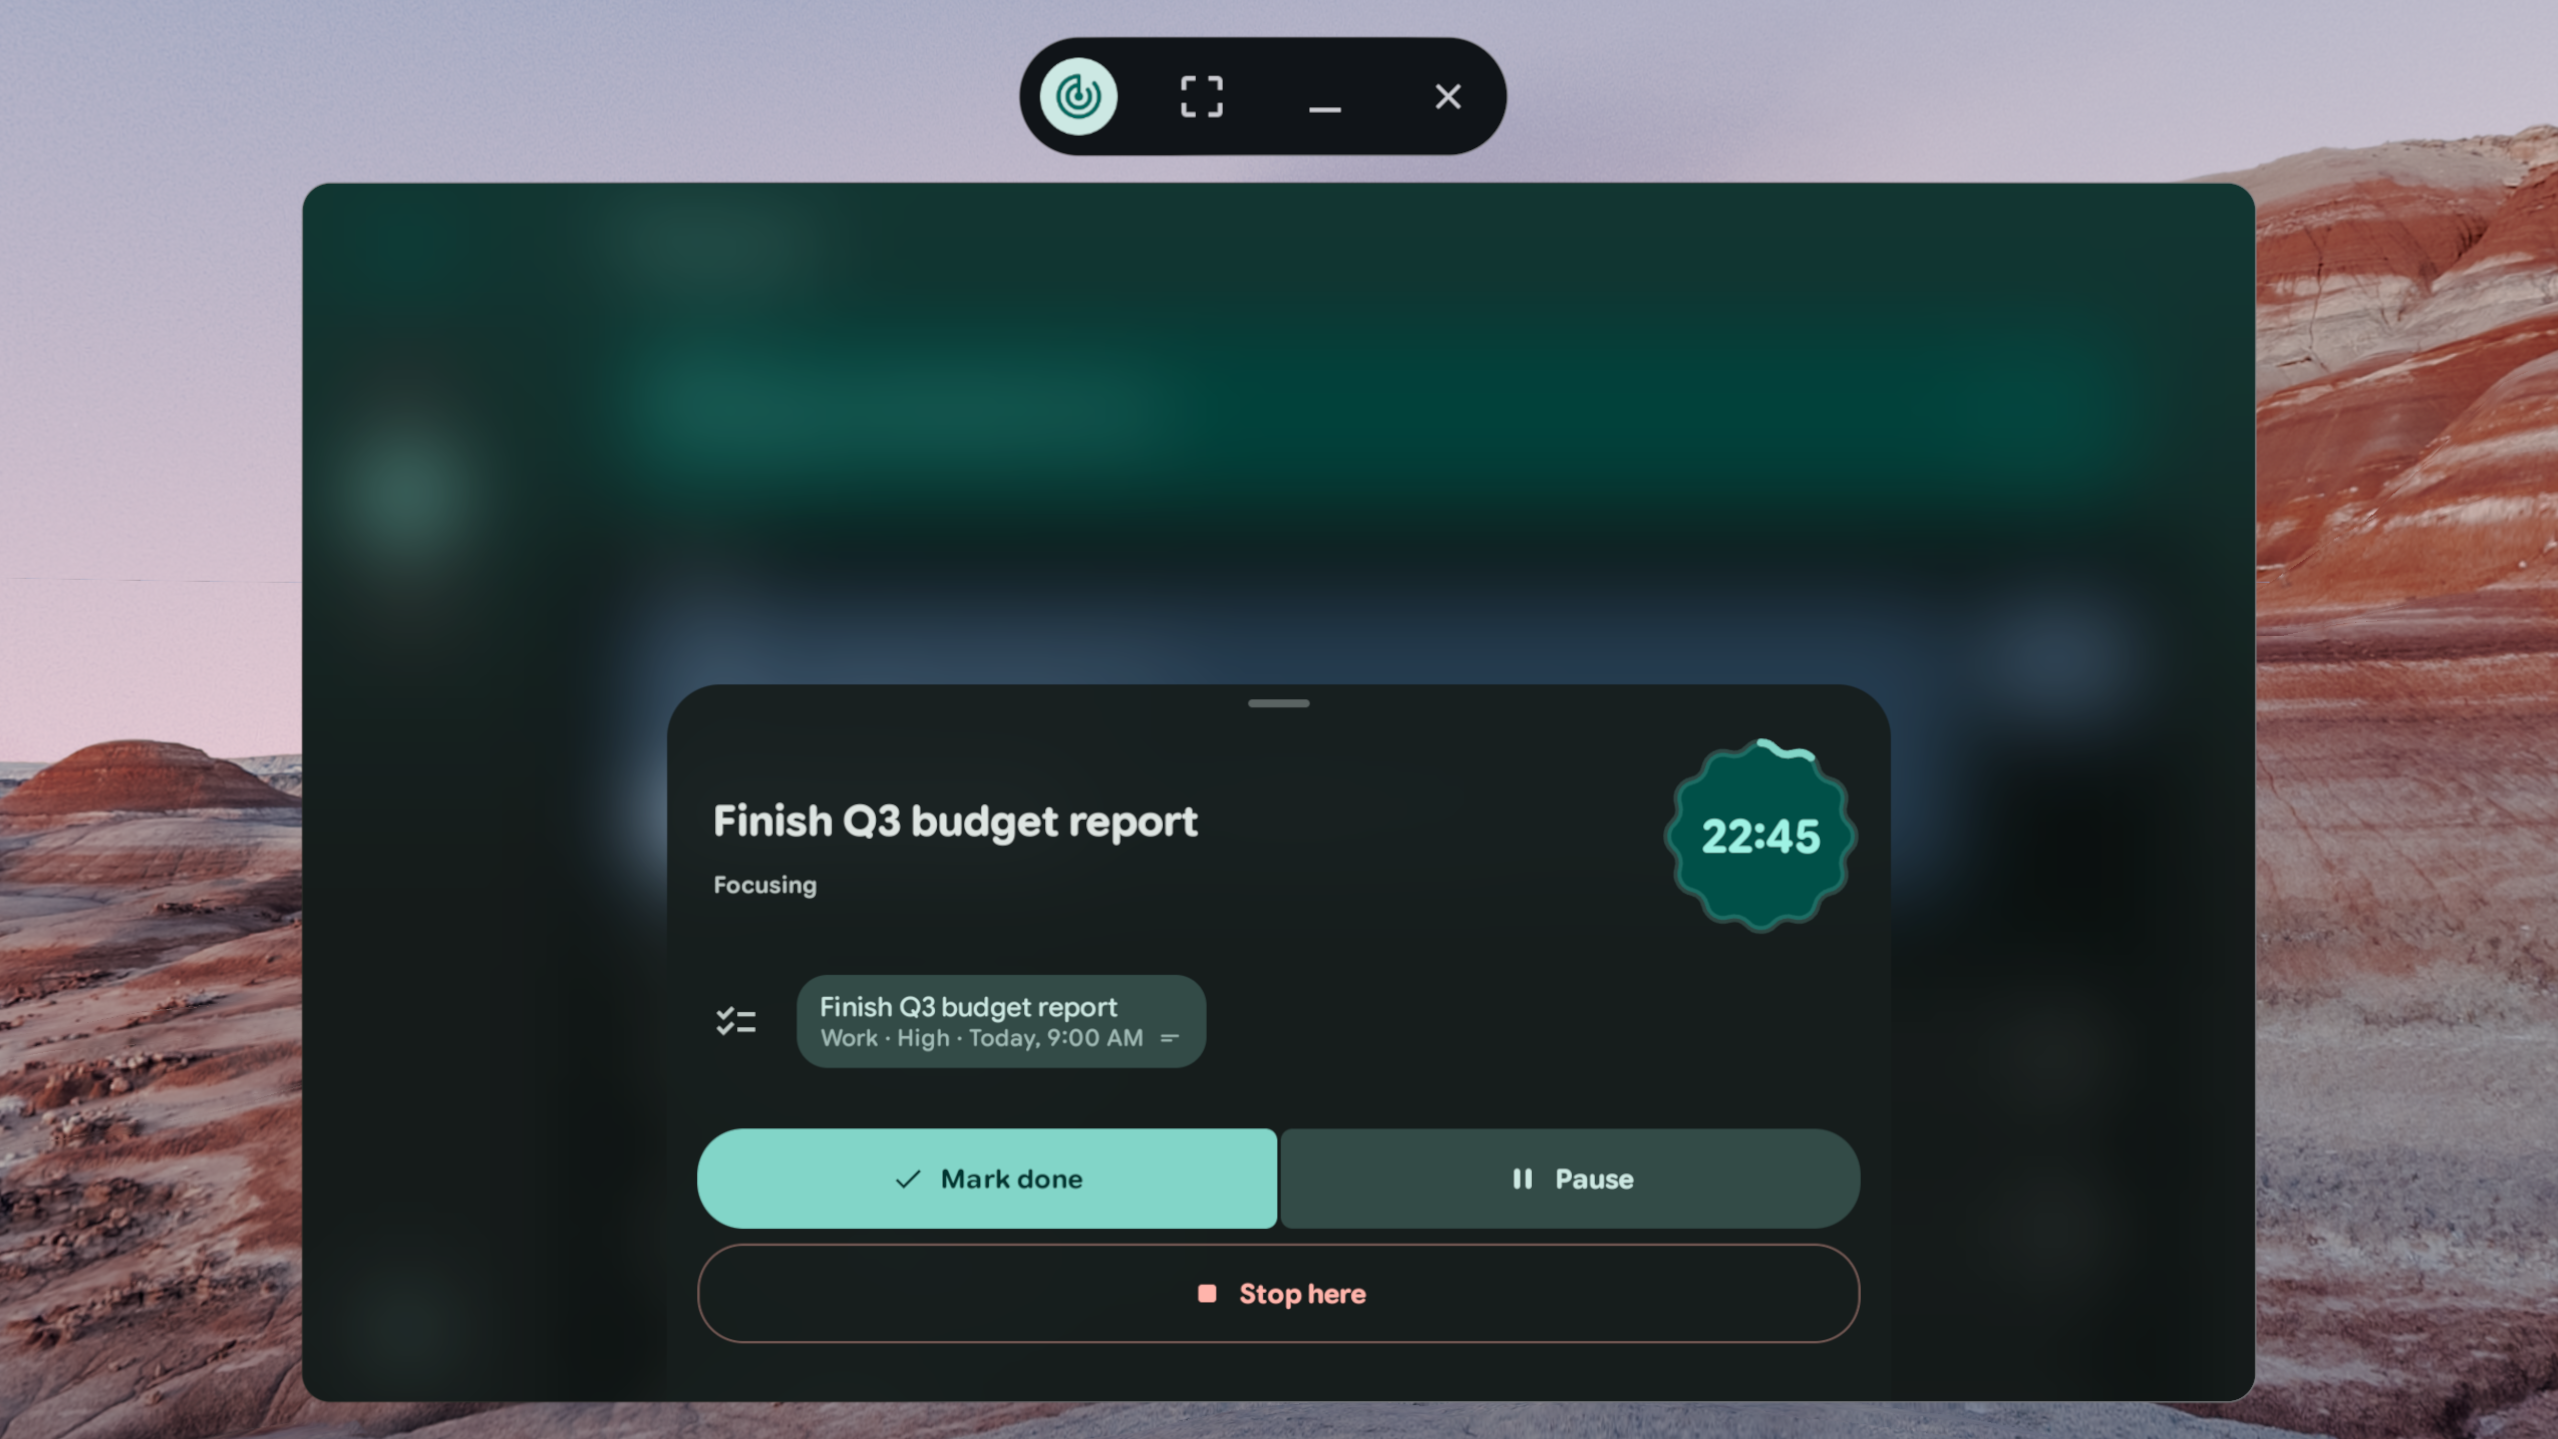 Finish Q3 budget report
22:45
Focusing
Finish Q3 budget report
Work · High · Today, 9:00 AM
Mark done
Pause
Stop here